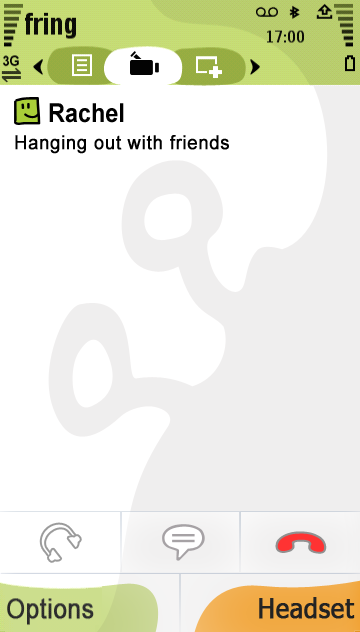 fring
17:00
3G
Rachel
Hanging out with friends
Options
Headset